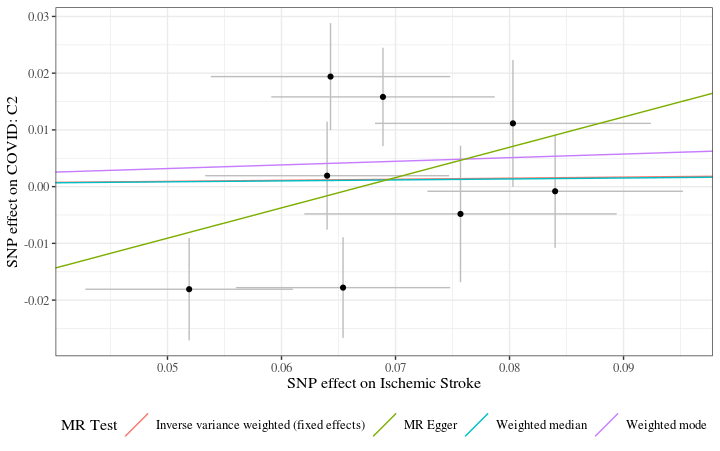 0.03
0.02
0.01
0.00
-0.01
-0.02
SNP effect on COVID: C2
0.05 0.06 0.07 0.08 0.09
SNP effect on Ischemic Stroke
MR Test Inverse variance weighted (fixed effects) MR Egger Weighted median Weighted mode